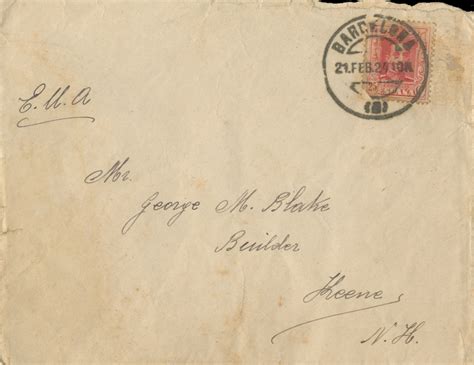 BARCELONA
21.FEB.24 10M
E.U.A
Mr.
George M. Blake
Builder
Keene
N.H.